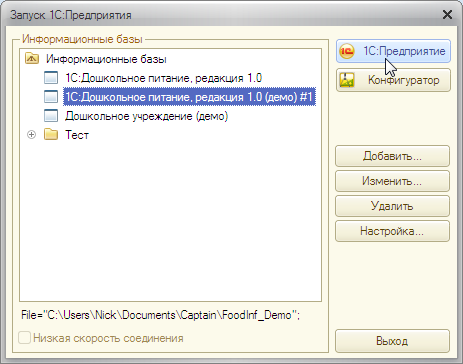 Запуск 1С:Предприятия
Информационные базы
Информационные базы
1С:Дошкольное питание, редакция 1.0
1С:Дошкольное питание, редакция 1.0 (демо) #1
Дошкольное учреждение (демо)
Тест
File="C:\Users\Nick\Documents\Captain\FoodInf_Demo";
Низкая скорость соединения
1С:Предприятие
Конфигуратор
Добавить...
Изменить...
Удалить
Настройка...
Выход